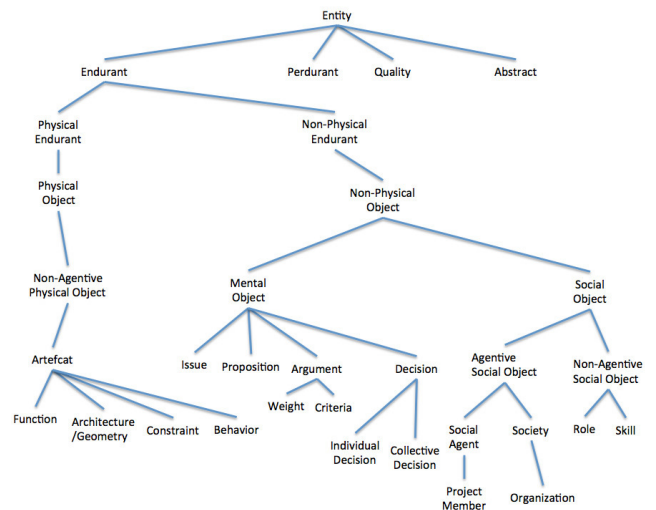 Entity
Endurant
Perdurant
Quality
Abstract
Physical
Endurant
Non-Physical
Endurant
Physical
Object
Non-Physical
Object
Non-Agentive
Physical Object
Mental
Object
Social
Object
Artefcat
Issue
Proposition
Argument
Decision
Agentive
Social Object
Non-Agentive
Social Object
Function
Architecture
/Geometry
Constraint
Behavior
Weight
Criteria
Individual
Decision
Collective
Decision
Social
Agent
Society
Role
Skill
Project
Member
Organization